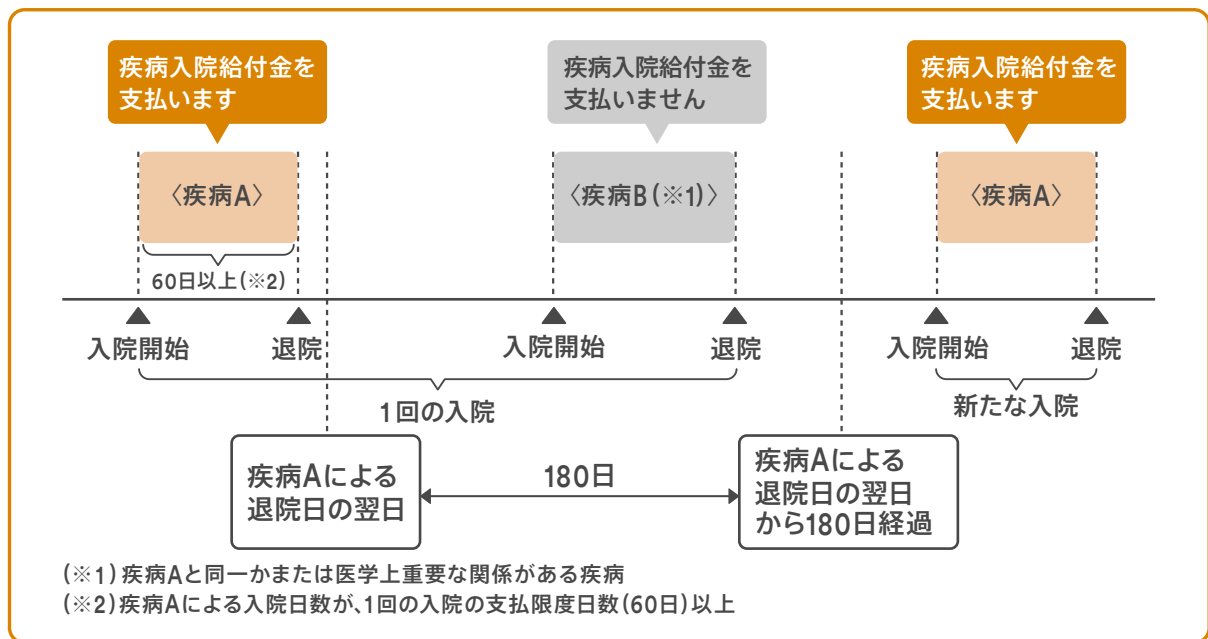 疾病入院給付金を
支払います
疾病入院給付金を
支払いません
疾病入院給付金を
支払います
〈疾病A〉
〈疾病B(※1)〉
〈疾病A〉
60日以上(※2)
入院開始
退院
入院開始
退院
入院開始
退院
1回の入院
新たな入院
疾病Aによる
退院日の翌日
180日
疾病Aによる
退院日の翌日
から180日経過
(※1)疾病Aと同一かまたは医学上重要な関係がある疾病
(※2)疾病Aによる入院日数が、1回の入院の支払限度日数(60日)以上